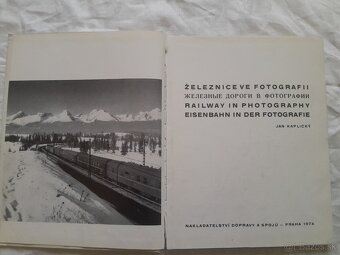 ŽELEZNICE VE FOTOGRAFII
ЖЕЛЕЗНЫЕ ДОРОГИ В ФОТОГРАФИИ
RAILWAY IN PHOTOGRAPHY
EISENBAHN IN DER FOTOGRAFIE
JAN KAPLICKÝ
NAKLADATELSTVÍ DOPRAVY A SPOJŮ – PRAHA 1974